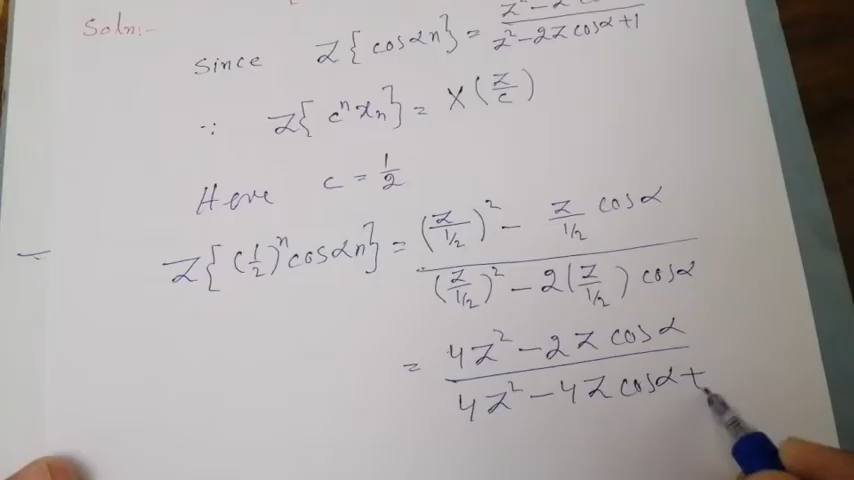 Soln:-
Since Z{cosαn} = z² - z cosα / z² - 2z cosα + 1
∵ Z{cⁿxₙ} = X(z/c)
Here c = 1/2
Z{(1/2)ⁿ cosαn} = (z/1/2)² - z/1/2 cosα / (z/1/2)² - 2(z/1/2) cosα
= 4z² - 2z cosα / 4z² - 4z cosα +